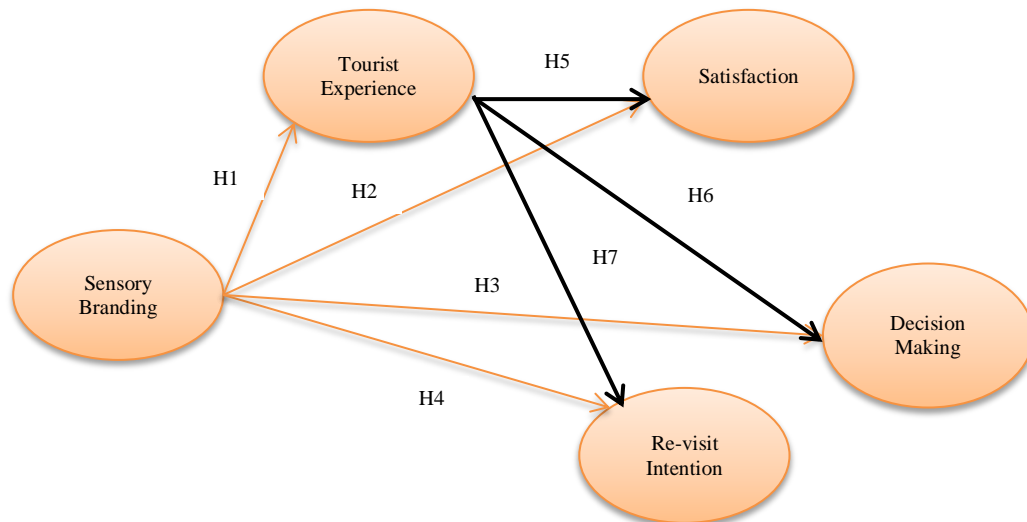 H5
Tourist
Experience
Satisfaction
H1
H2
H6
H7
Sensory
Branding
H3
Decision
Making
H4
Re-visit
Intention